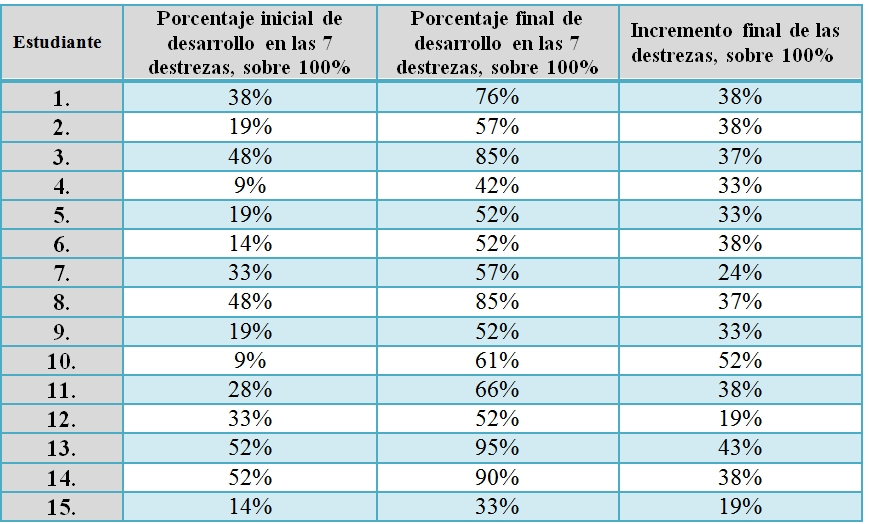 Estudiante | Porcentaje inicial de desarrollo en las 7 destrezas, sobre 100% | Porcentaje final de desarrollo en las 7 destrezas, sobre 100% | Incremento final de las destrezas, sobre 100%
1. | 38% | 76% | 38%
2. | 19% | 57% | 38%
3. | 48% | 85% | 37%
4. | 9% | 42% | 33%
5. | 19% | 52% | 33%
6. | 14% | 52% | 38%
7. | 33% | 57% | 24%
8. | 48% | 85% | 37%
9. | 19% | 52% | 33%
10. | 9% | 61% | 52%
11. | 28% | 66% | 38%
12. | 33% | 52% | 19%
13. | 52% | 95% | 43%
14. | 52% | 90% | 38%
15. | 14% | 33% | 19%